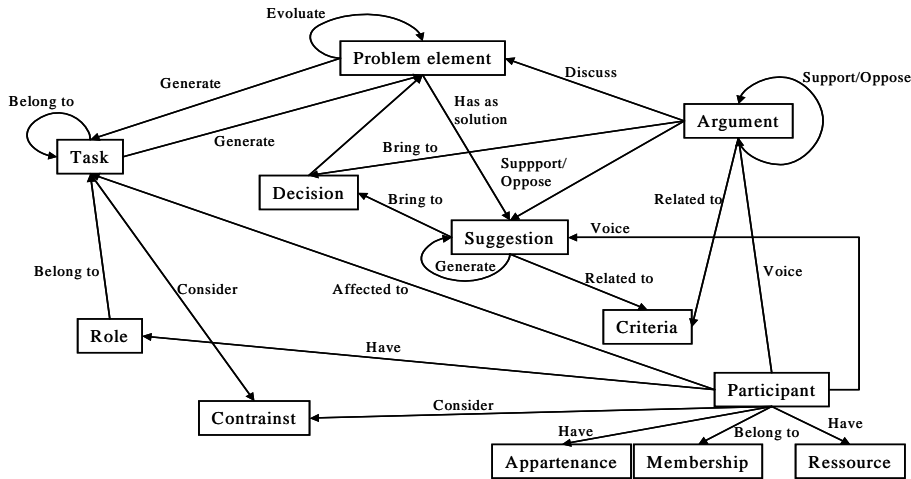 Evaluate
Problem element
Generate
Discuss
Support/Oppose
Belong to
Has as
solution
Argument
Generate
Task
Bring to
Suppport/
Oppose
Decision
Bring to
Related to
Suggestion
Voice
Generate
Belong to
Consider
Affected to
Related to
Voice
Role
Criteria
Have
Participant
Contrainst
Consider
Have
Belong to
Have
Appartenance
Membership
Ressource